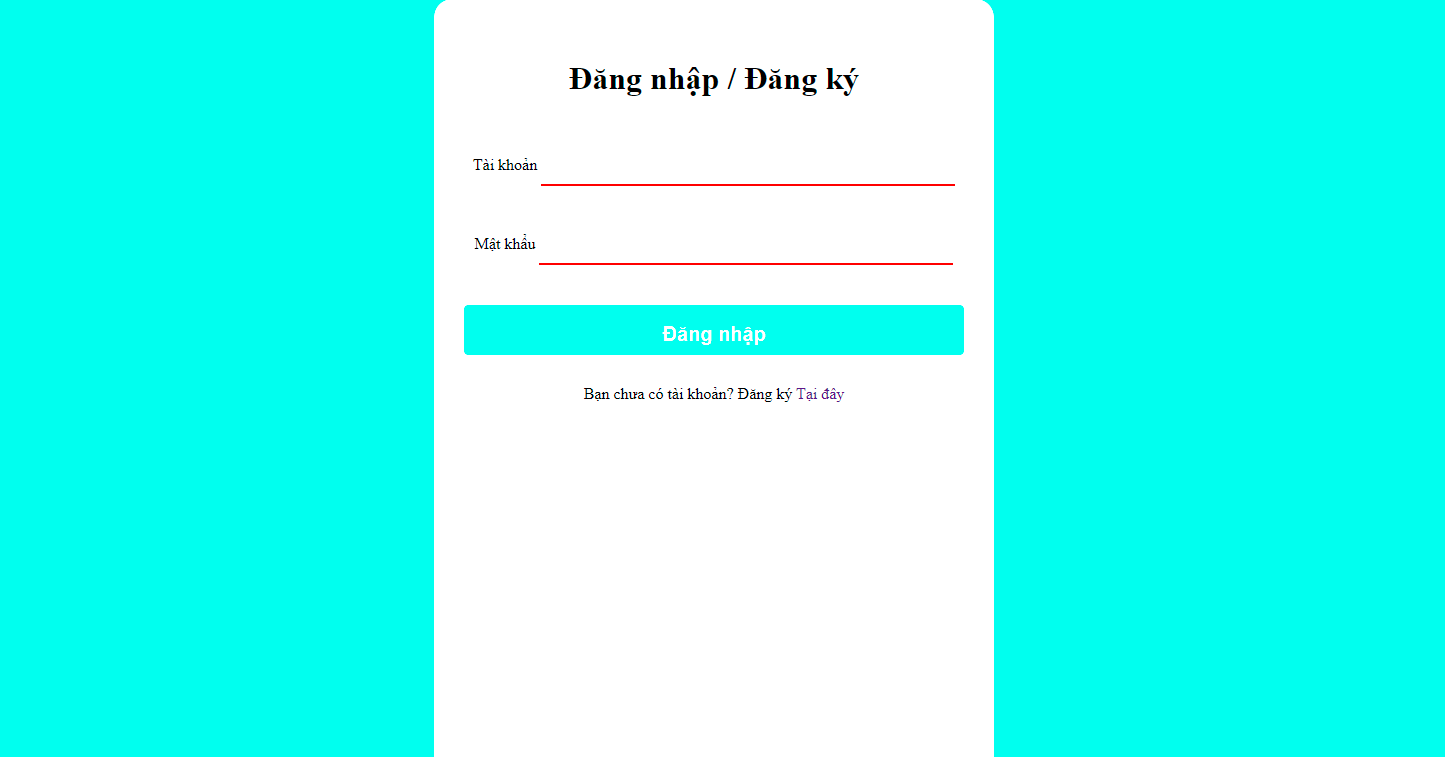 Đăng nhập / Đăng ký
Tài khoản
Mật khẩu
Đăng nhập
Bạn chưa có tài khoản? Đăng ký Tại đây